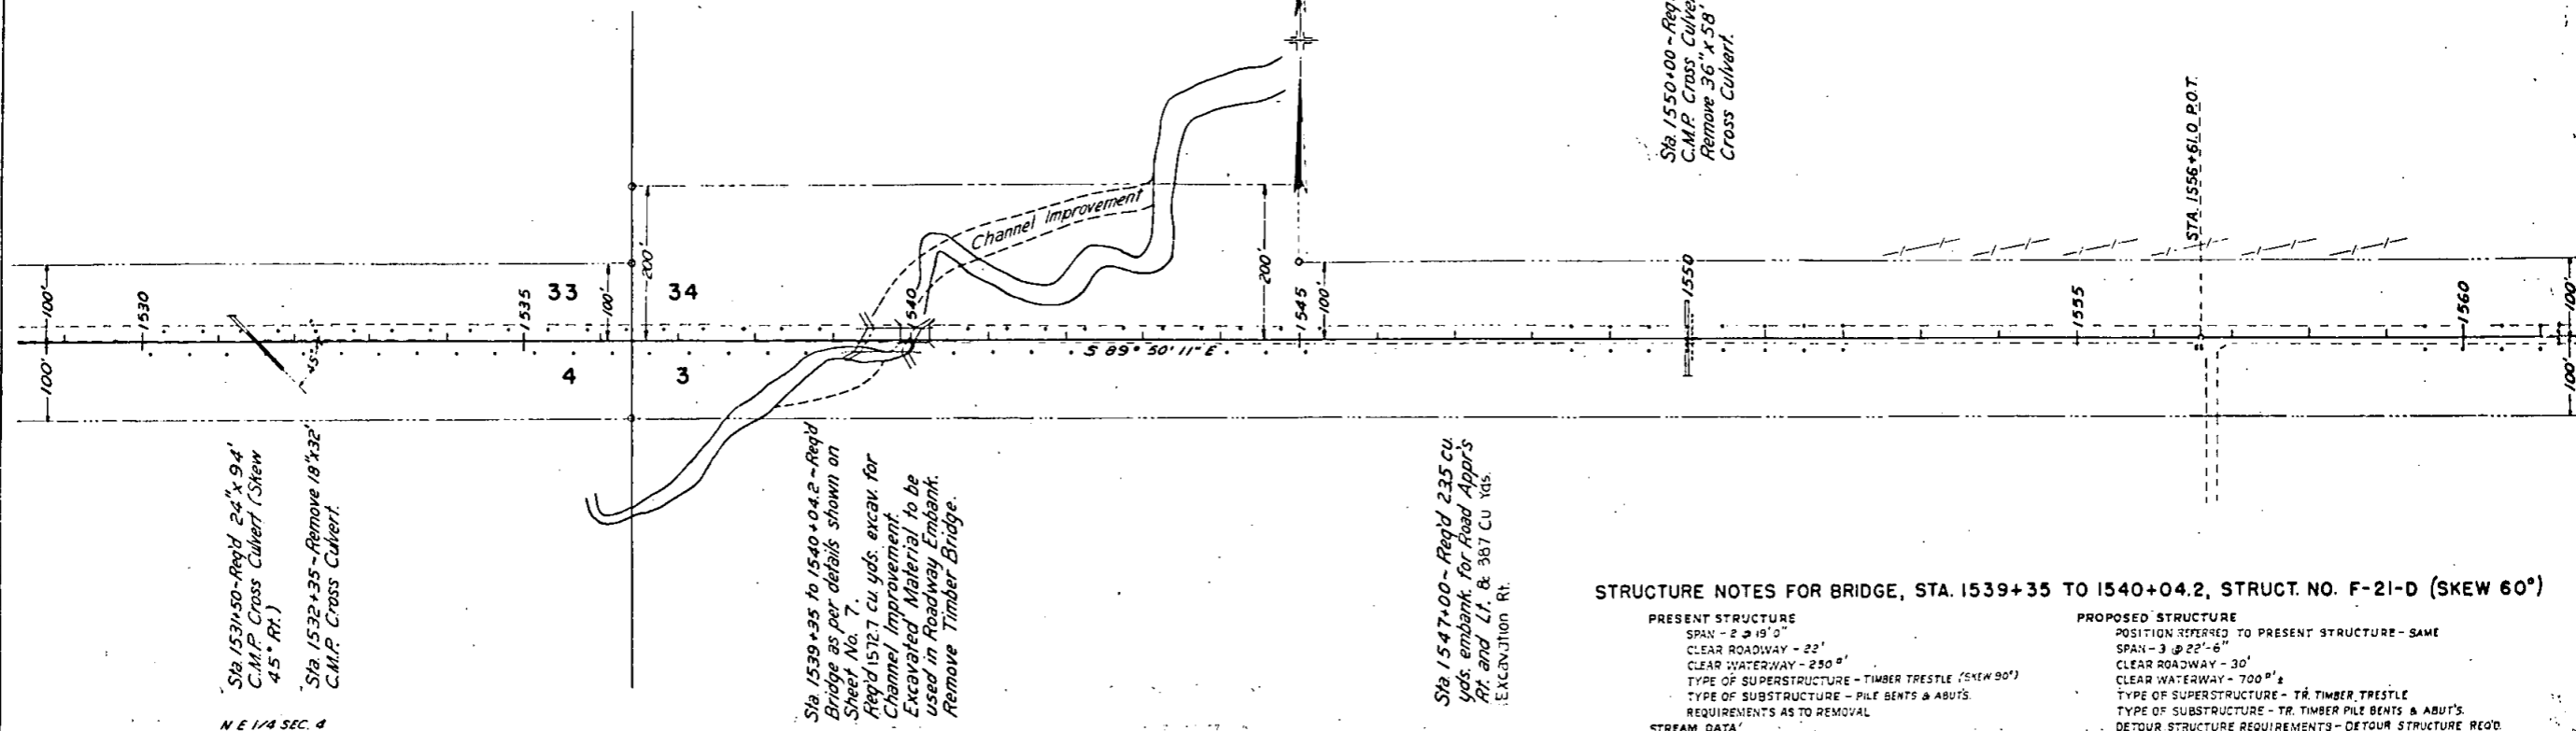 Sta. 1550+00-Req
C.M.P. Cross Culve
Remove 36"x58'
Cross Culvert.
STA. 1556+61.0 P.O.T.
Channel Improvement
200'
200'
100'
100'
100'
100'
100'
100'
1530
1535
33
34
540
1545
1550
1555
1560
45°
S 89° 50' 11" E
4
3
Sta. 1531+50-Req'd 24"x94'
C.M.P. Cross Culvert (Skew
45° Rt.)
Sta. 1532+35-Remove 18"x32'
C.M.P. Cross Culvert.
Sta. 1539+35 to 1540+04.2-Req'd
Bridge as per details shown on
Sheet No. 7.
Req'd 1572.7 cu. yds. excav. for
Channel Improvement.
Excavated Material to be
used in Roadway Embank.
Remove Timber Bridge.
Sta. 1547+00-Req'd 235 cu.
yds. embank. for Road Appr's
Rt. and Lt. & 387 Cu Yds.
Excavation Rt.
N E 1/4 SEC. 4
STRUCTURE NOTES FOR BRIDGE, STA. 1539+35 TO 1540+04.2, STRUCT. NO. F-21-D (SKEW 60°)
PRESENT STRUCTURE
SPAN - 2 @ 19'0"
CLEAR ROADWAY - 22'
CLEAR WATERWAY - 250 □'
TYPE OF SUPERSTRUCTURE - TIMBER TRESTLE (SKEW 90°)
TYPE OF SUBSTRUCTURE - PILE BENTS & ABUT'S.
REQUIREMENTS AS TO REMOVAL
STREAM DATA
PROPOSED STRUCTURE
POSITION REFERRED TO PRESENT STRUCTURE - SAME
SPAN - 3 @ 22'-6"
CLEAR ROADWAY - 30'
CLEAR WATERWAY - 700 □' ±
TYPE OF SUPERSTRUCTURE - TR. TIMBER TRESTLE
TYPE OF SUBSTRUCTURE - TR. TIMBER PILE BENTS & ABUT'S.
DETOUR STRUCTURE REQUIREMENTS - DETOUR STRUCTURE REQ'D.